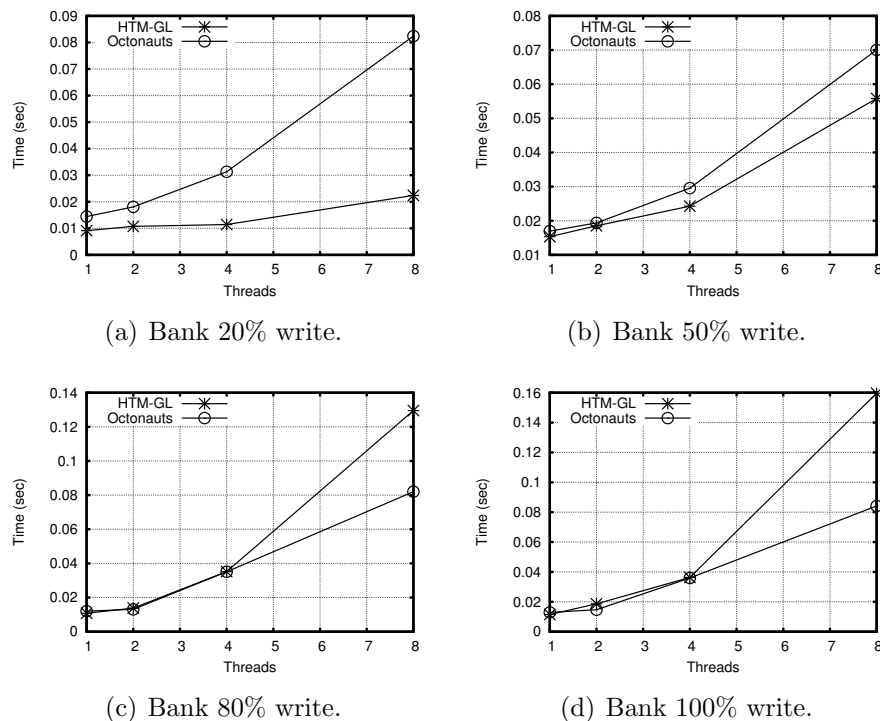 0.09
0.08
0.07
0.06
0.05
0.04
0.03
0.02
0.01
0
Time (sec)
HTM-GL
Octonauts
1 2 3 4 5 6 7 8
Threads
(a) Bank 20% write.
0.08
0.07
0.06
0.05
0.04
0.03
0.02
0.01
Time (sec)
HTM-GL
Octonauts
1 2 3 4 5 6 7 8
Threads
(b) Bank 50% write.
0.14
0.12
0.1
0.08
0.06
0.04
0.02
0
Time (sec)
HTM-GL
Octonauts
1 2 3 4 5 6 7 8
Threads
(c) Bank 80% write.
0.16
0.14
0.12
0.1
0.08
0.06
0.04
0.02
0
Time (sec)
HTM-GL
Octonauts
1 2 3 4 5 6 7 8
Threads
(d) Bank 100% write.